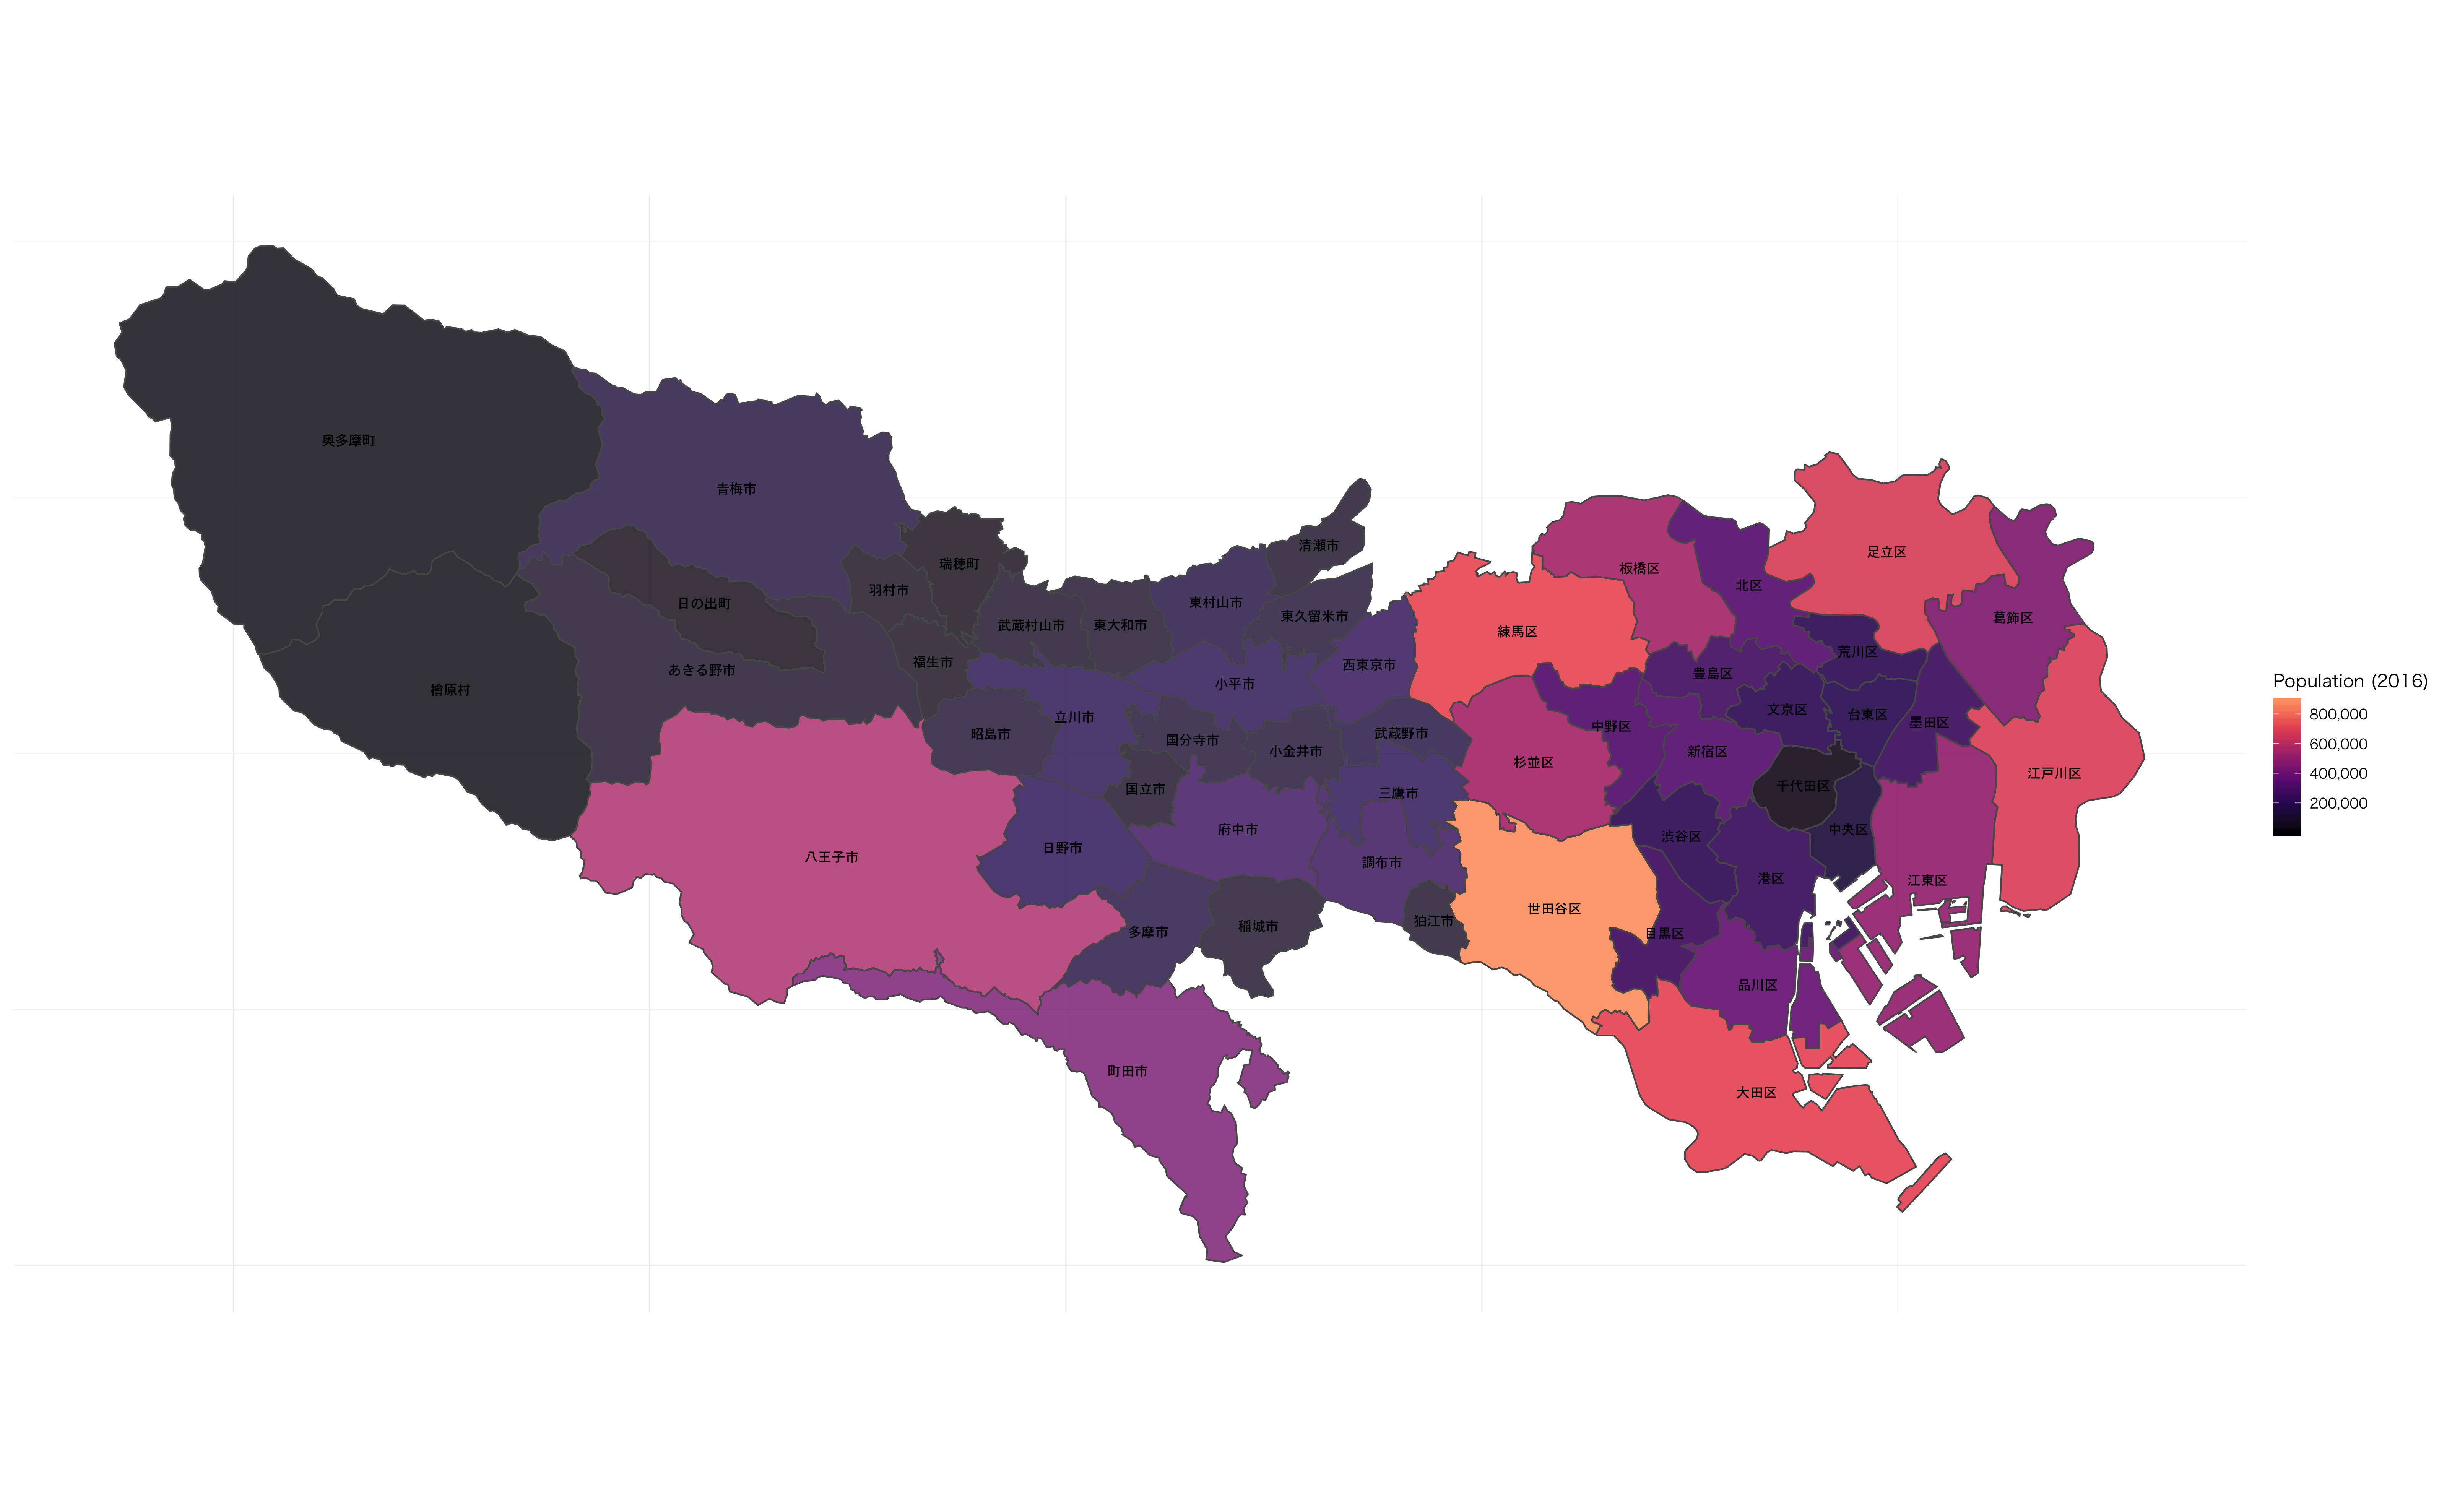 奥多摩町
青梅市
檜原村
日の出町
あきる野市
羽村市
瑞穂町
福生市
武蔵村山市
東大和市
東村山市
清瀬市
東久留米市
西東京市
小平市
立川市
昭島市
国分寺市
小金井市
武蔵野市
国立市
三鷹市
府中市
調布市
日野市
八王子市
多摩市
稲城市
狛江市
町田市
練馬区
板橋区
北区
足立区
葛飾区
荒川区
豊島区
文京区
台東区
墨田区
中野区
新宿区
杉並区
千代田区
江戸川区
渋谷区
中央区
港区
江東区
世田谷区
目黒区
品川区
大田区
Population (2016)
800,000
600,000
400,000
200,000